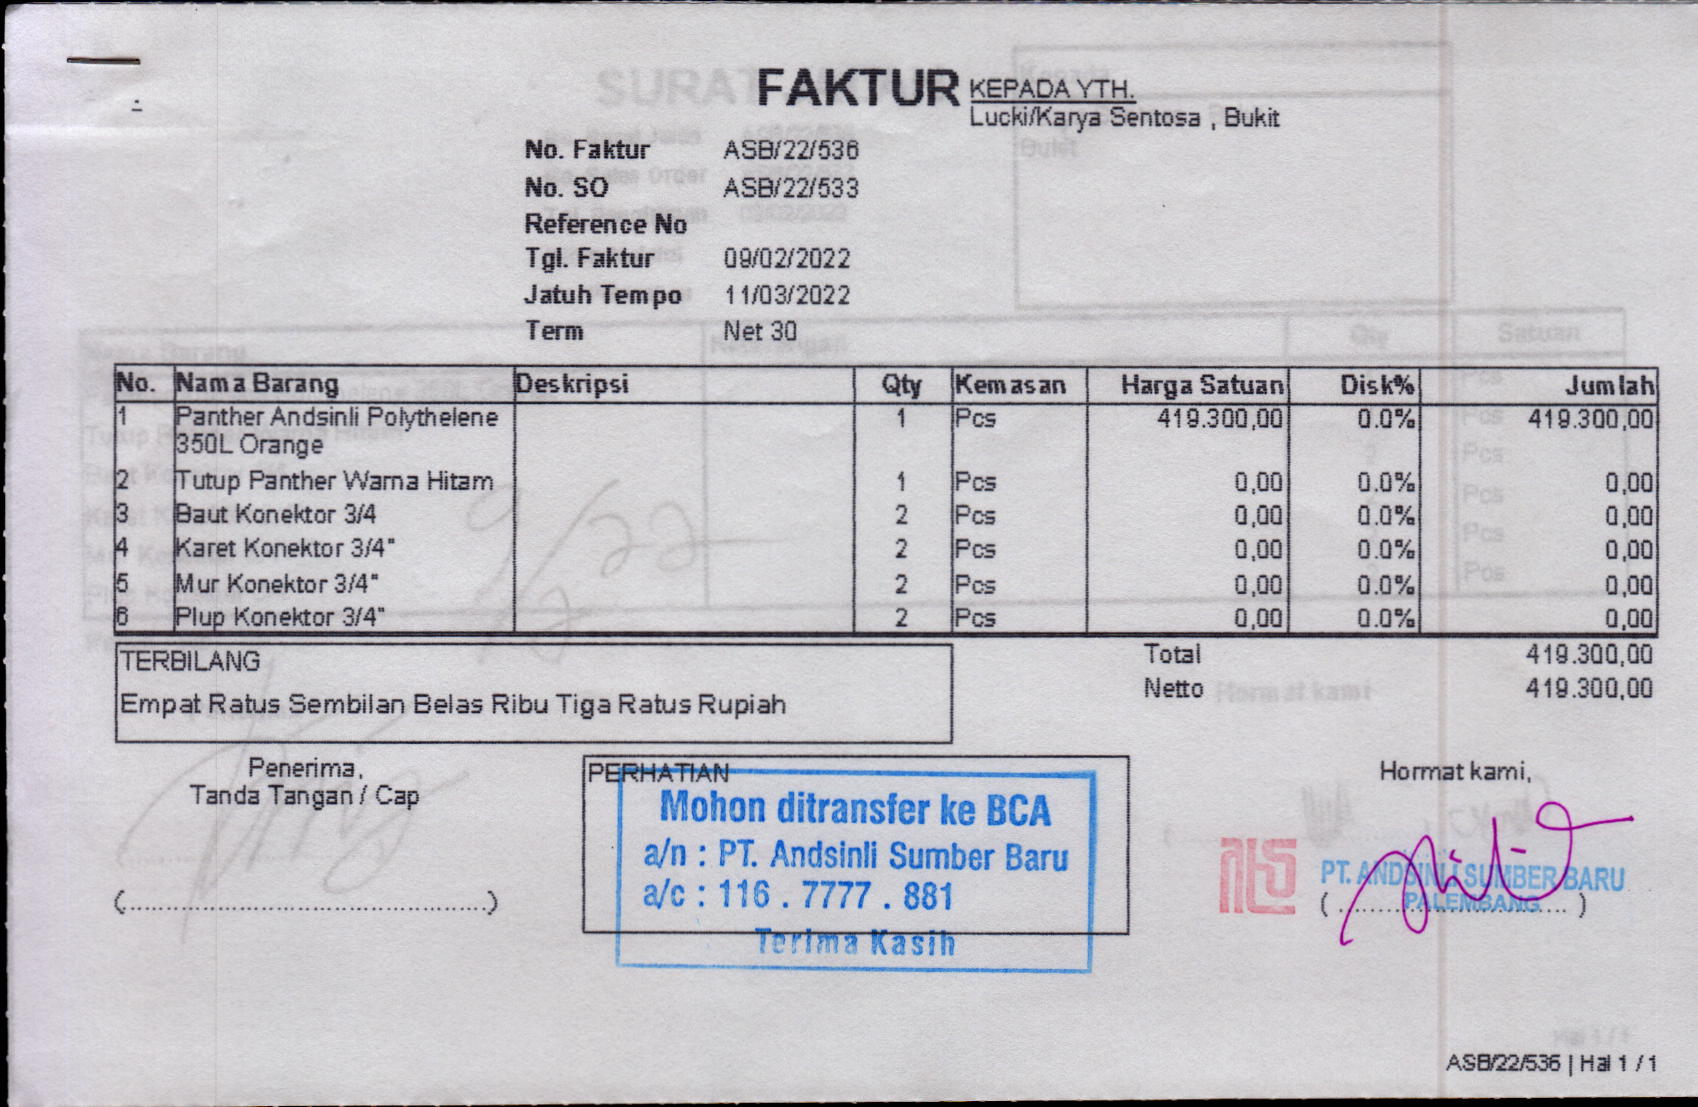 FAKTUR
KEPADA YTH.
Lucki/Karya Sentosa , Bukit
No. Faktur ASB/22/536
No. SO ASB/22/533
Reference No
Tgl. Faktur 09/02/2022
Jatuh Tempo 11/03/2022
Term Net 30
No. Nama Barang Deskripsi Qty Kemasan Harga Satuan Disk% Jumlah
1 Panther Andsinli Polythelene 1 Pcs 419.300,00 0.0% 419.300,00
350L Orange
2 Tutup Panther Warna Hitam 1 Pcs 0,00 0.0% 0,00
3 Baut Konektor 3/4 2 Pcs 0,00 0.0% 0,00
4 Karet Konektor 3/4" 2 Pcs 0,00 0.0% 0,00
5 Mur Konektor 3/4" 2 Pcs 0,00 0.0% 0,00
6 Plup Konektor 3/4" 2 Pcs 0,00 0.0% 0,00
TERBILANG
Empat Ratus Sembilan Belas Ribu Tiga Ratus Rupiah
Total 419.300,00
Netto 419.300,00
Penerima,
Tanda Tangan / Cap
(................................................)
PERHATIAN
Mohon ditransfer ke BCA
a/n : PT. Andsinli Sumber Baru
a/c : 116 . 7777 . 881
Terima Kasih
Hormat kami,
PT. ANDSINLI SUMBER BARU
PALEMBANG
ASB/22/536 | Hal 1 / 1